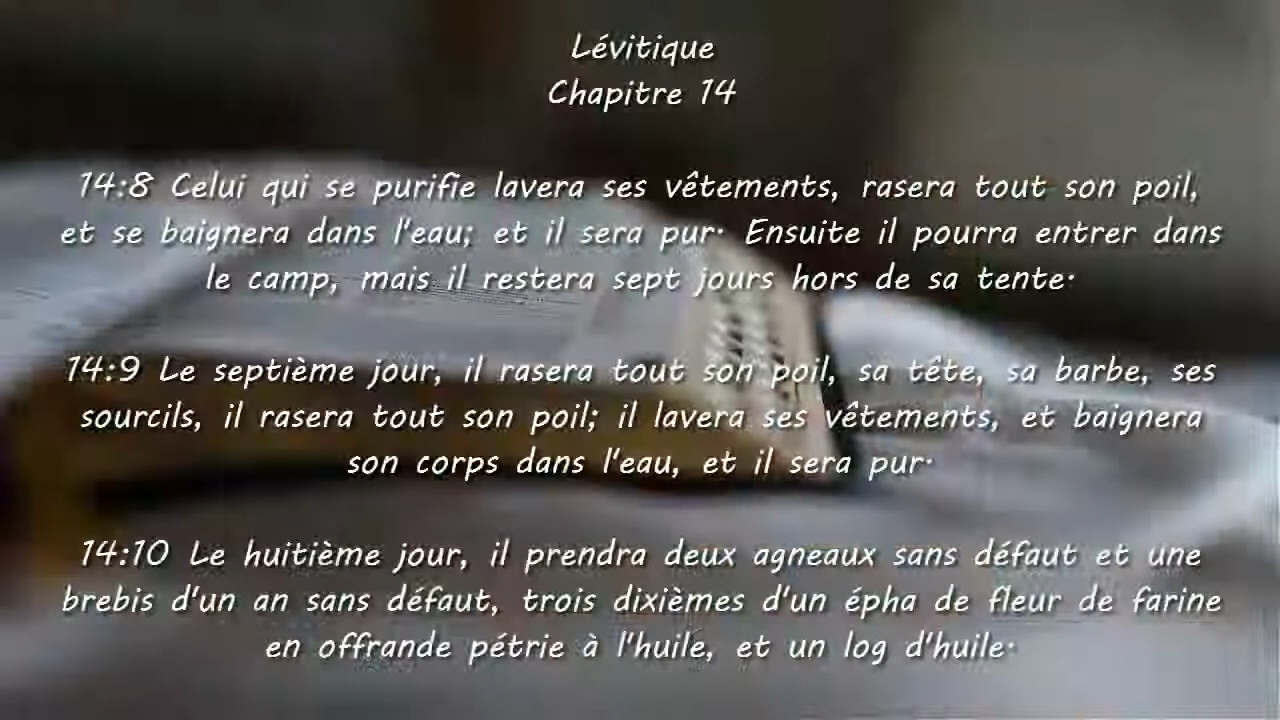 Lévitique
Chapitre 14
14:8 Celui qui se purifie lavera ses vêtements, rasera tout son poil,
et se baignera dans l'eau; et il sera pur· Ensuite il pourra entrer dans
le camp, mais il restera sept jours hors de sa tente·
14:9 Le septième jour, il rasera tout son poil, sa tête, sa barbe, ses
sourcils, il rasera tout son poil; il lavera ses vêtements, et baignera
son corps dans l'eau, et il sera pur·
14:10 Le huitième jour, il prendra deux agneaux sans défaut et une
brebis d'un an sans défaut, trois dixièmes d'un épha de fleur de farine
en offrande pétrie à l'huile, et un log d'huile·